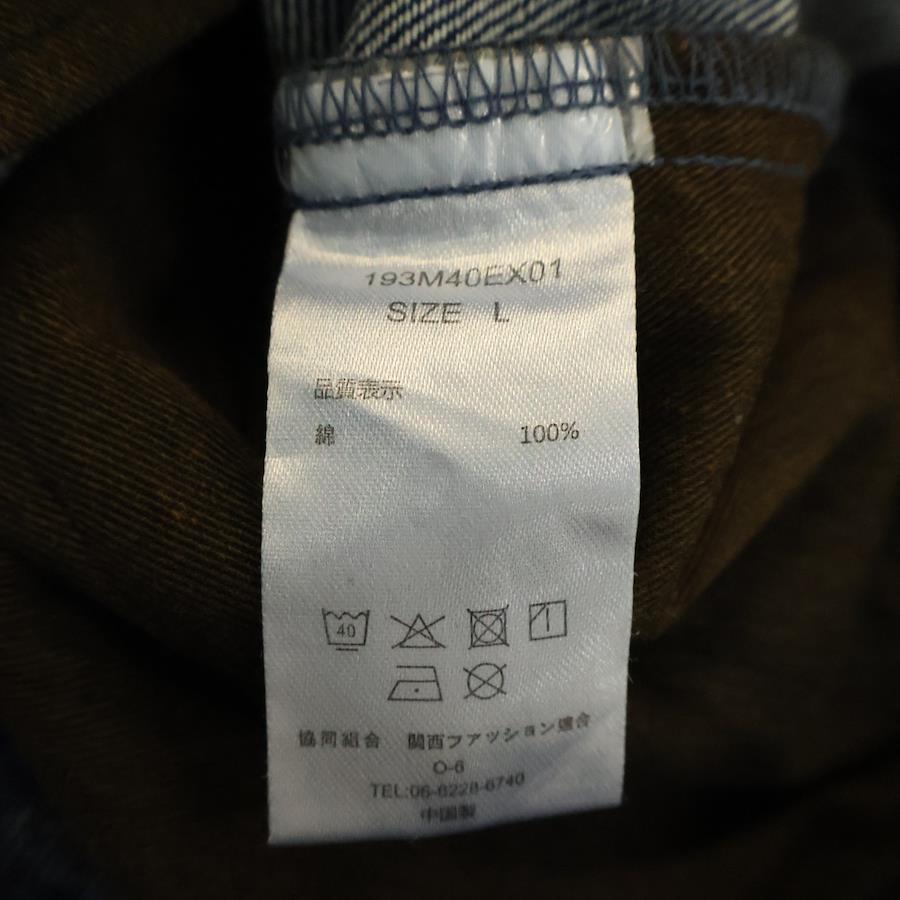 193M40EX01
SIZE L
品質表示
綿 100%
40
協同組合 関西ファッション連合
O-6
TEL:06-6228-6740
中国製